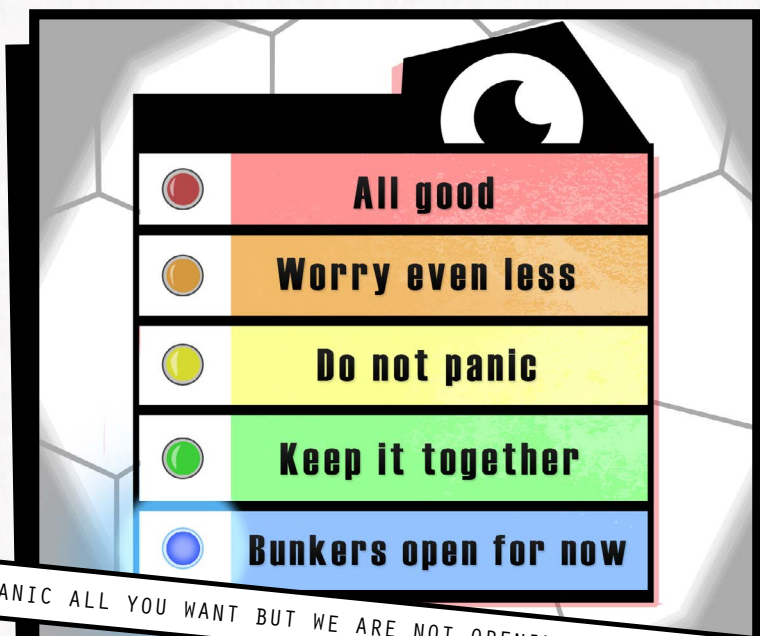 All good
Worry even less
Do not panic
Keep it together
Bunkers open for now
ALL YOU WANT BUT WE ARE NOT